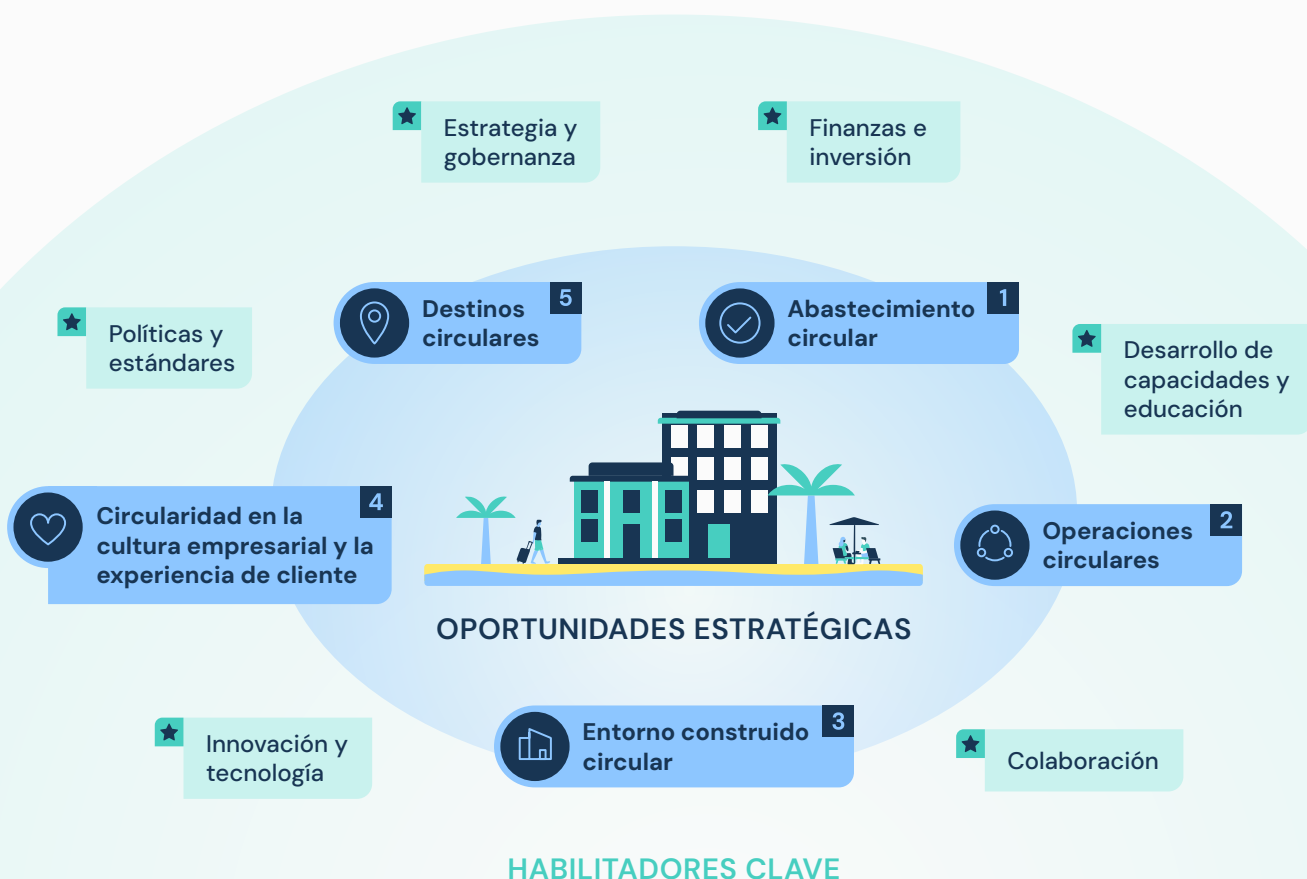 Estrategia y
gobernanza
Finanzas e
inversión
Destinos
circulares
5
Abastecimiento
circular
1
Políticas y
estándares
Desarrollo de
capacidades y
educación
Circularidad en la
cultura empresarial y la
experiencia de cliente
4
Operaciones
circulares
2
OPORTUNIDADES ESTRATÉGICAS
Entorno construido
circular
3
Innovación y
tecnología
Colaboración
HABILITADORES CLAVE